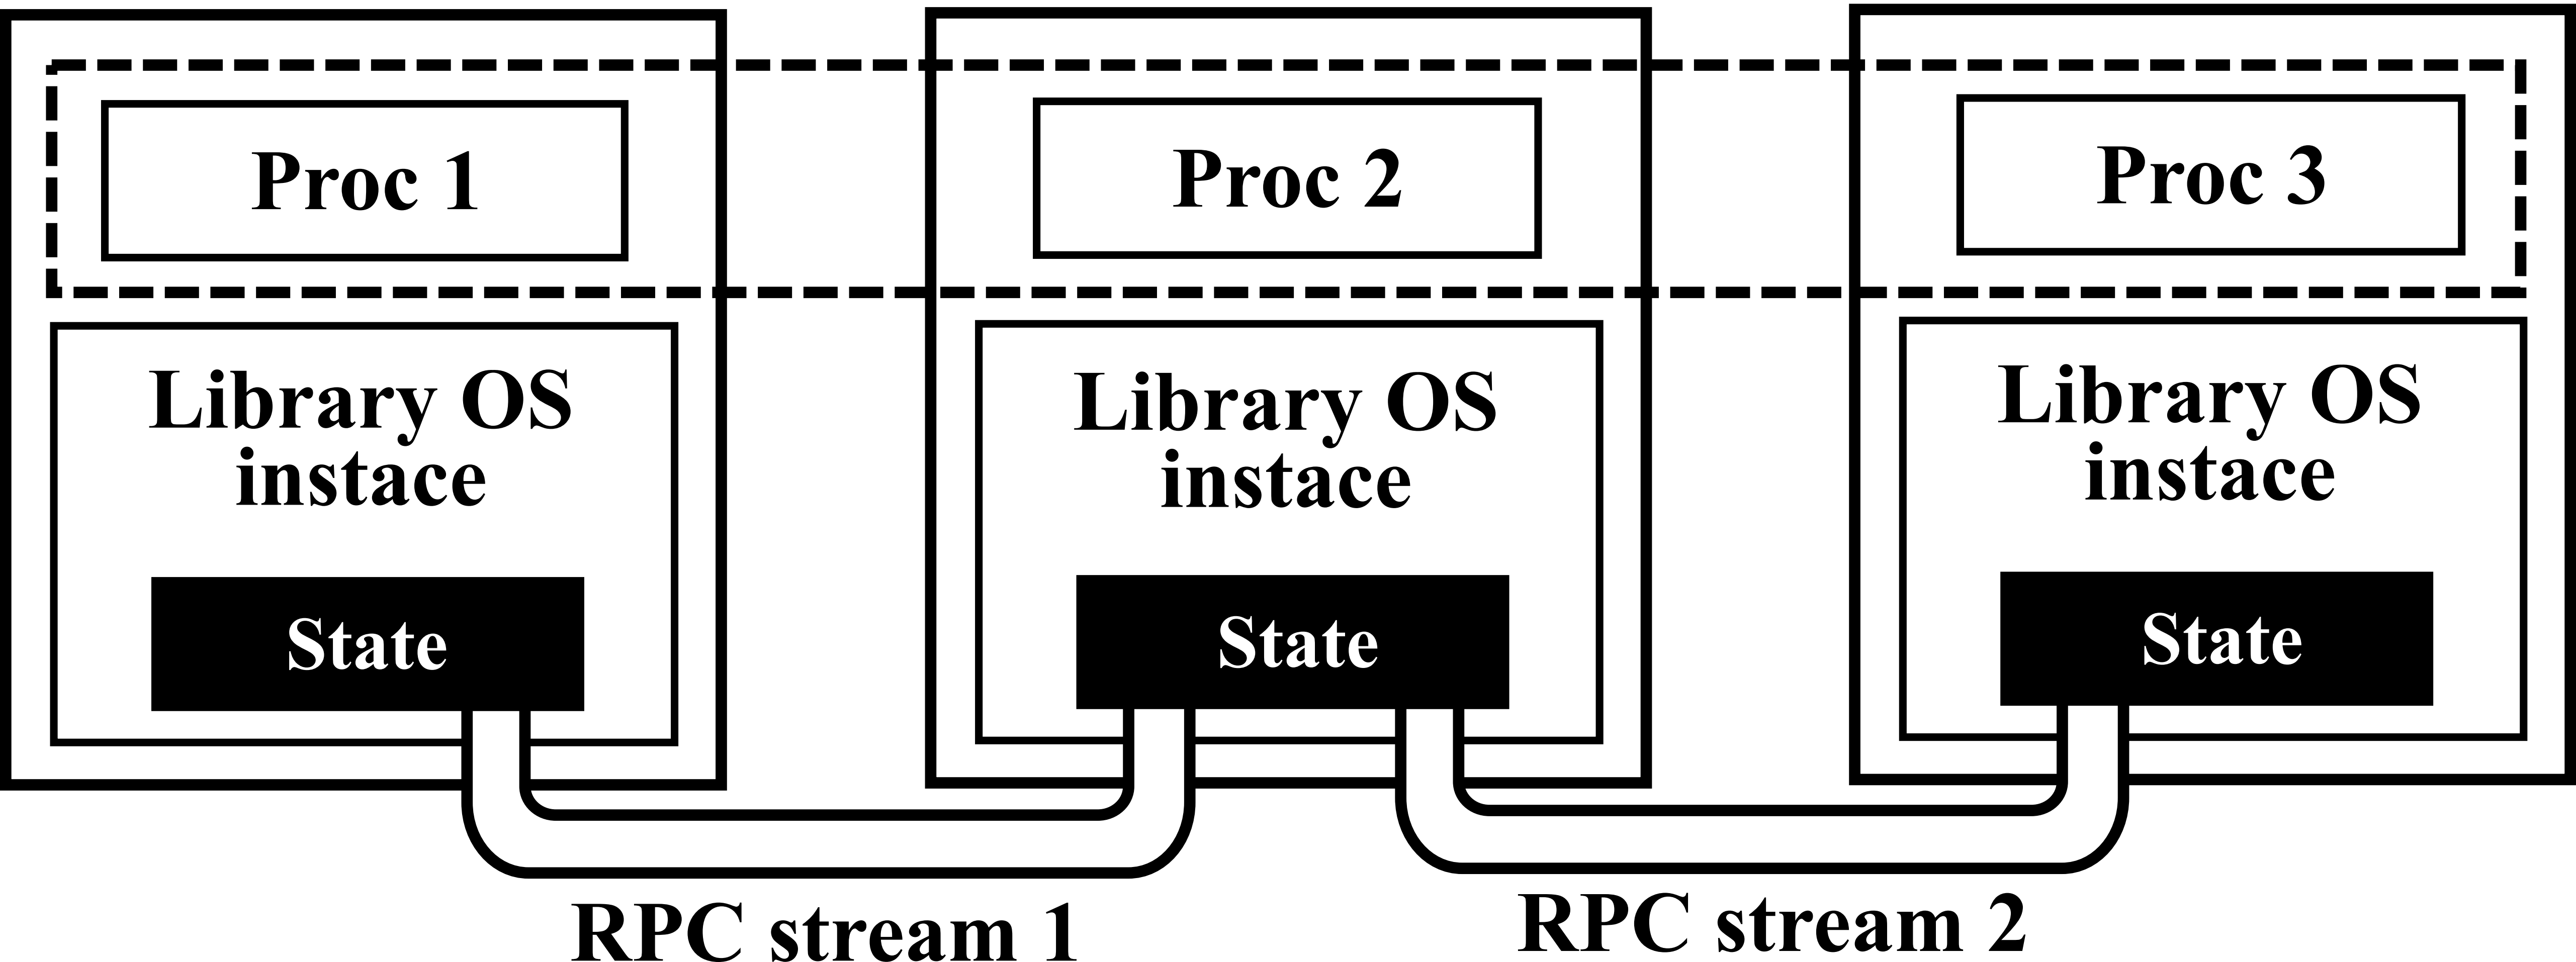 Proc 1
Proc 2
Proc 3
Library OS
instace
Library OS
instace
Library OS
instace
State
State
State
RPC stream 1
RPC stream 2